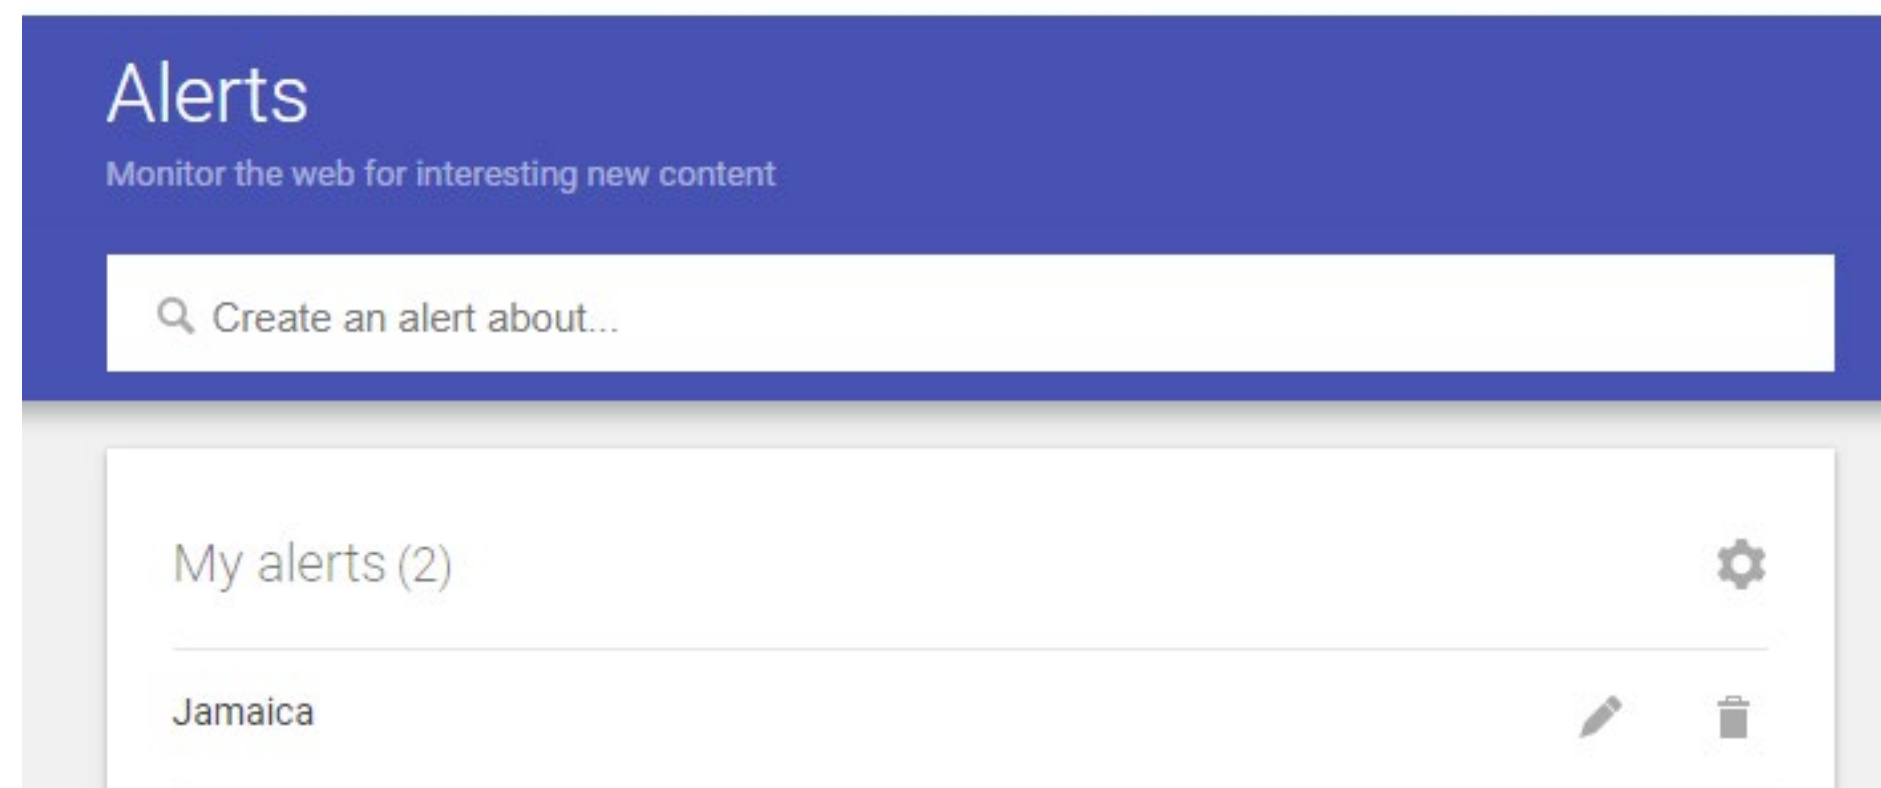 Alerts
Monitor the web for interesting new content
Create an alert about...
My alerts (2)
Jamaica